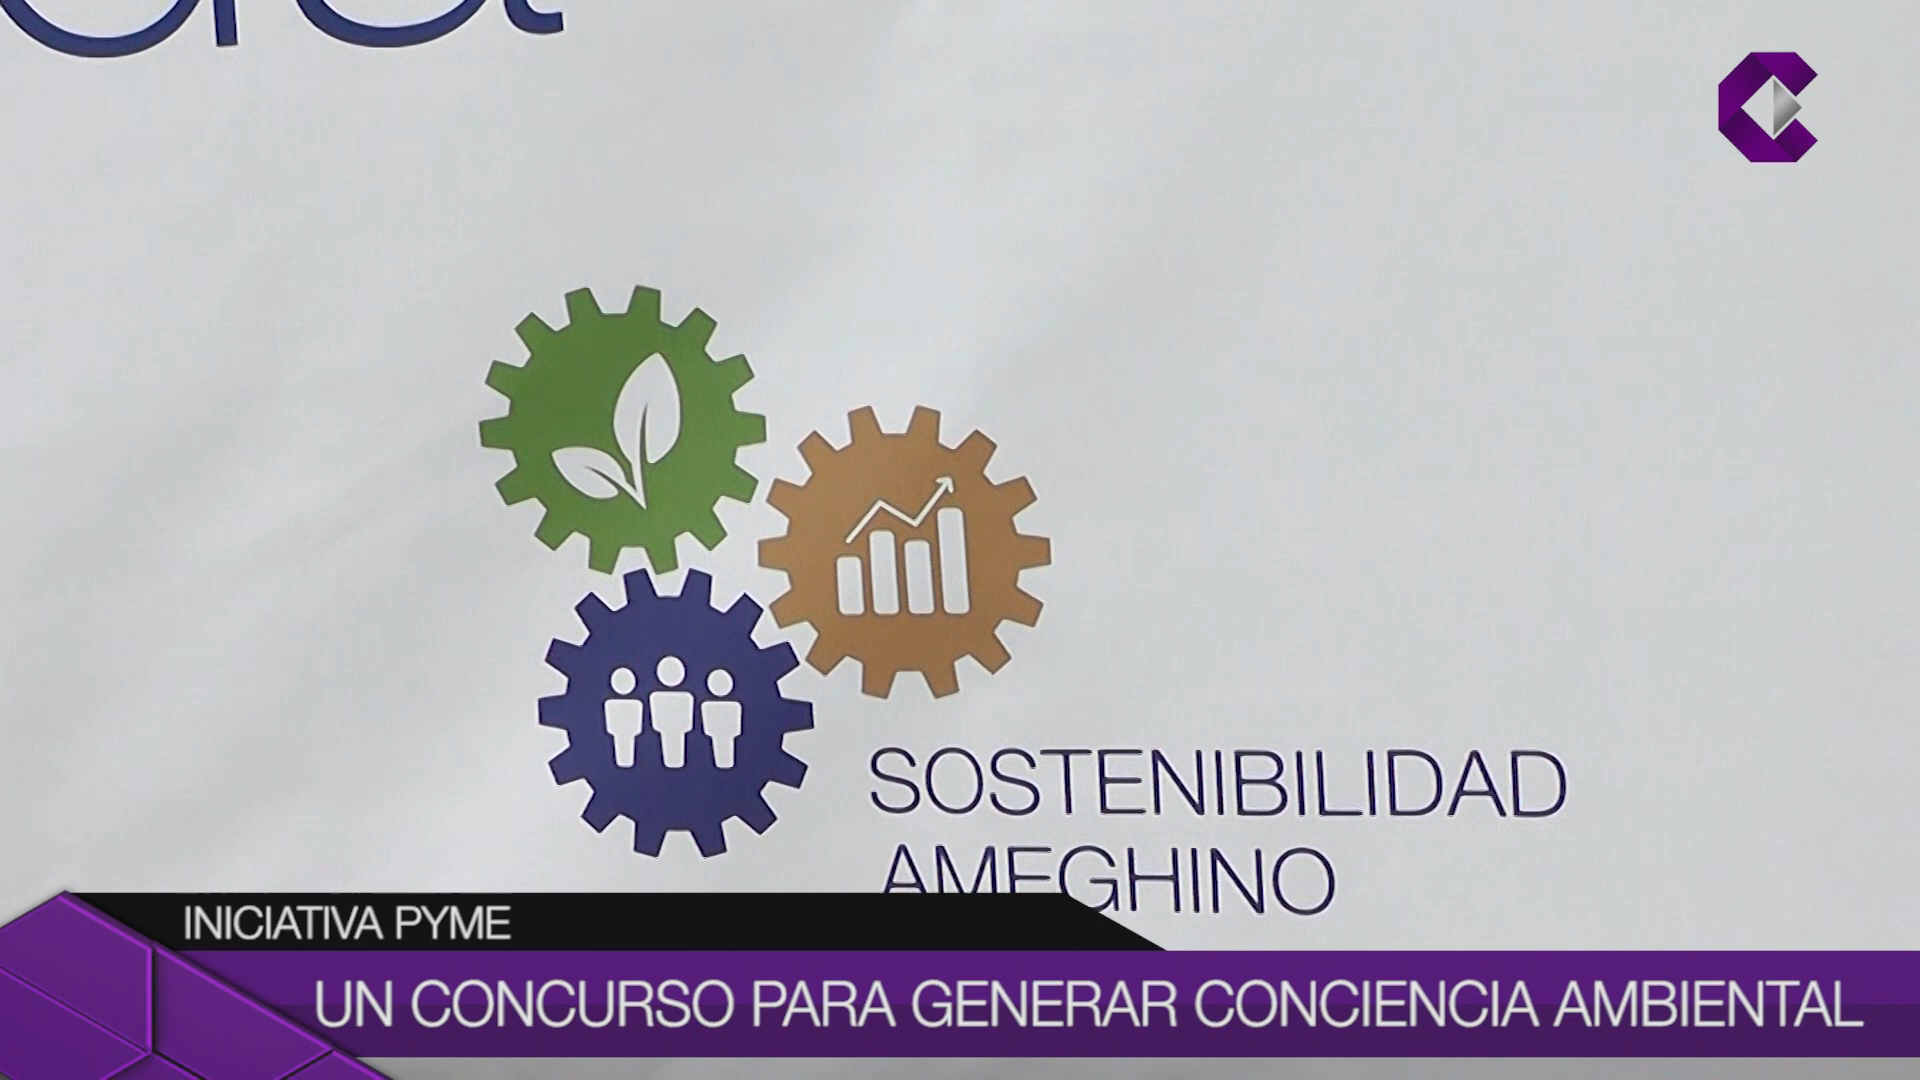 SOSTENIBILIDAD
AMEGHINO
INICIATIVA PYME
UN CONCURSO PARA GENERAR CONCIENCIA AMBIENTAL